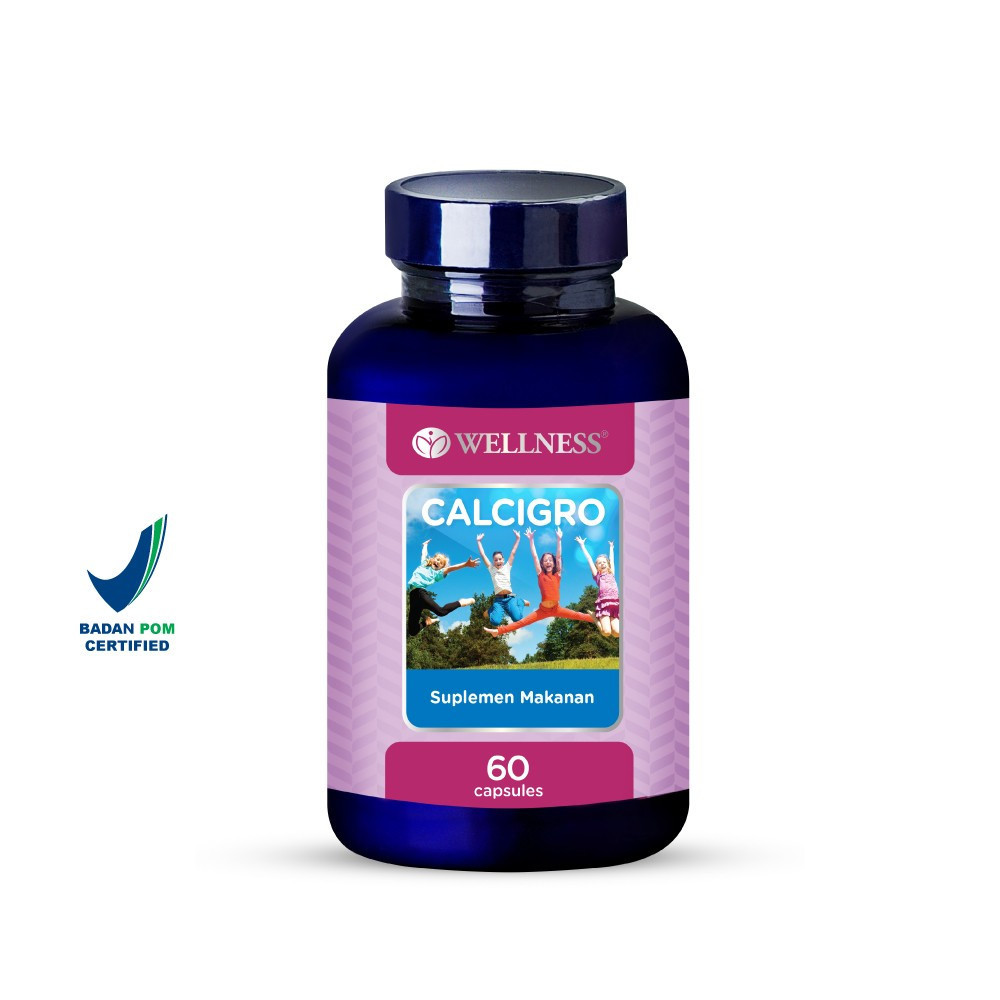 WELLNESS®
CALCIGRO
Suplemen Makanan
60
capsules
BADAN POM
CERTIFIED